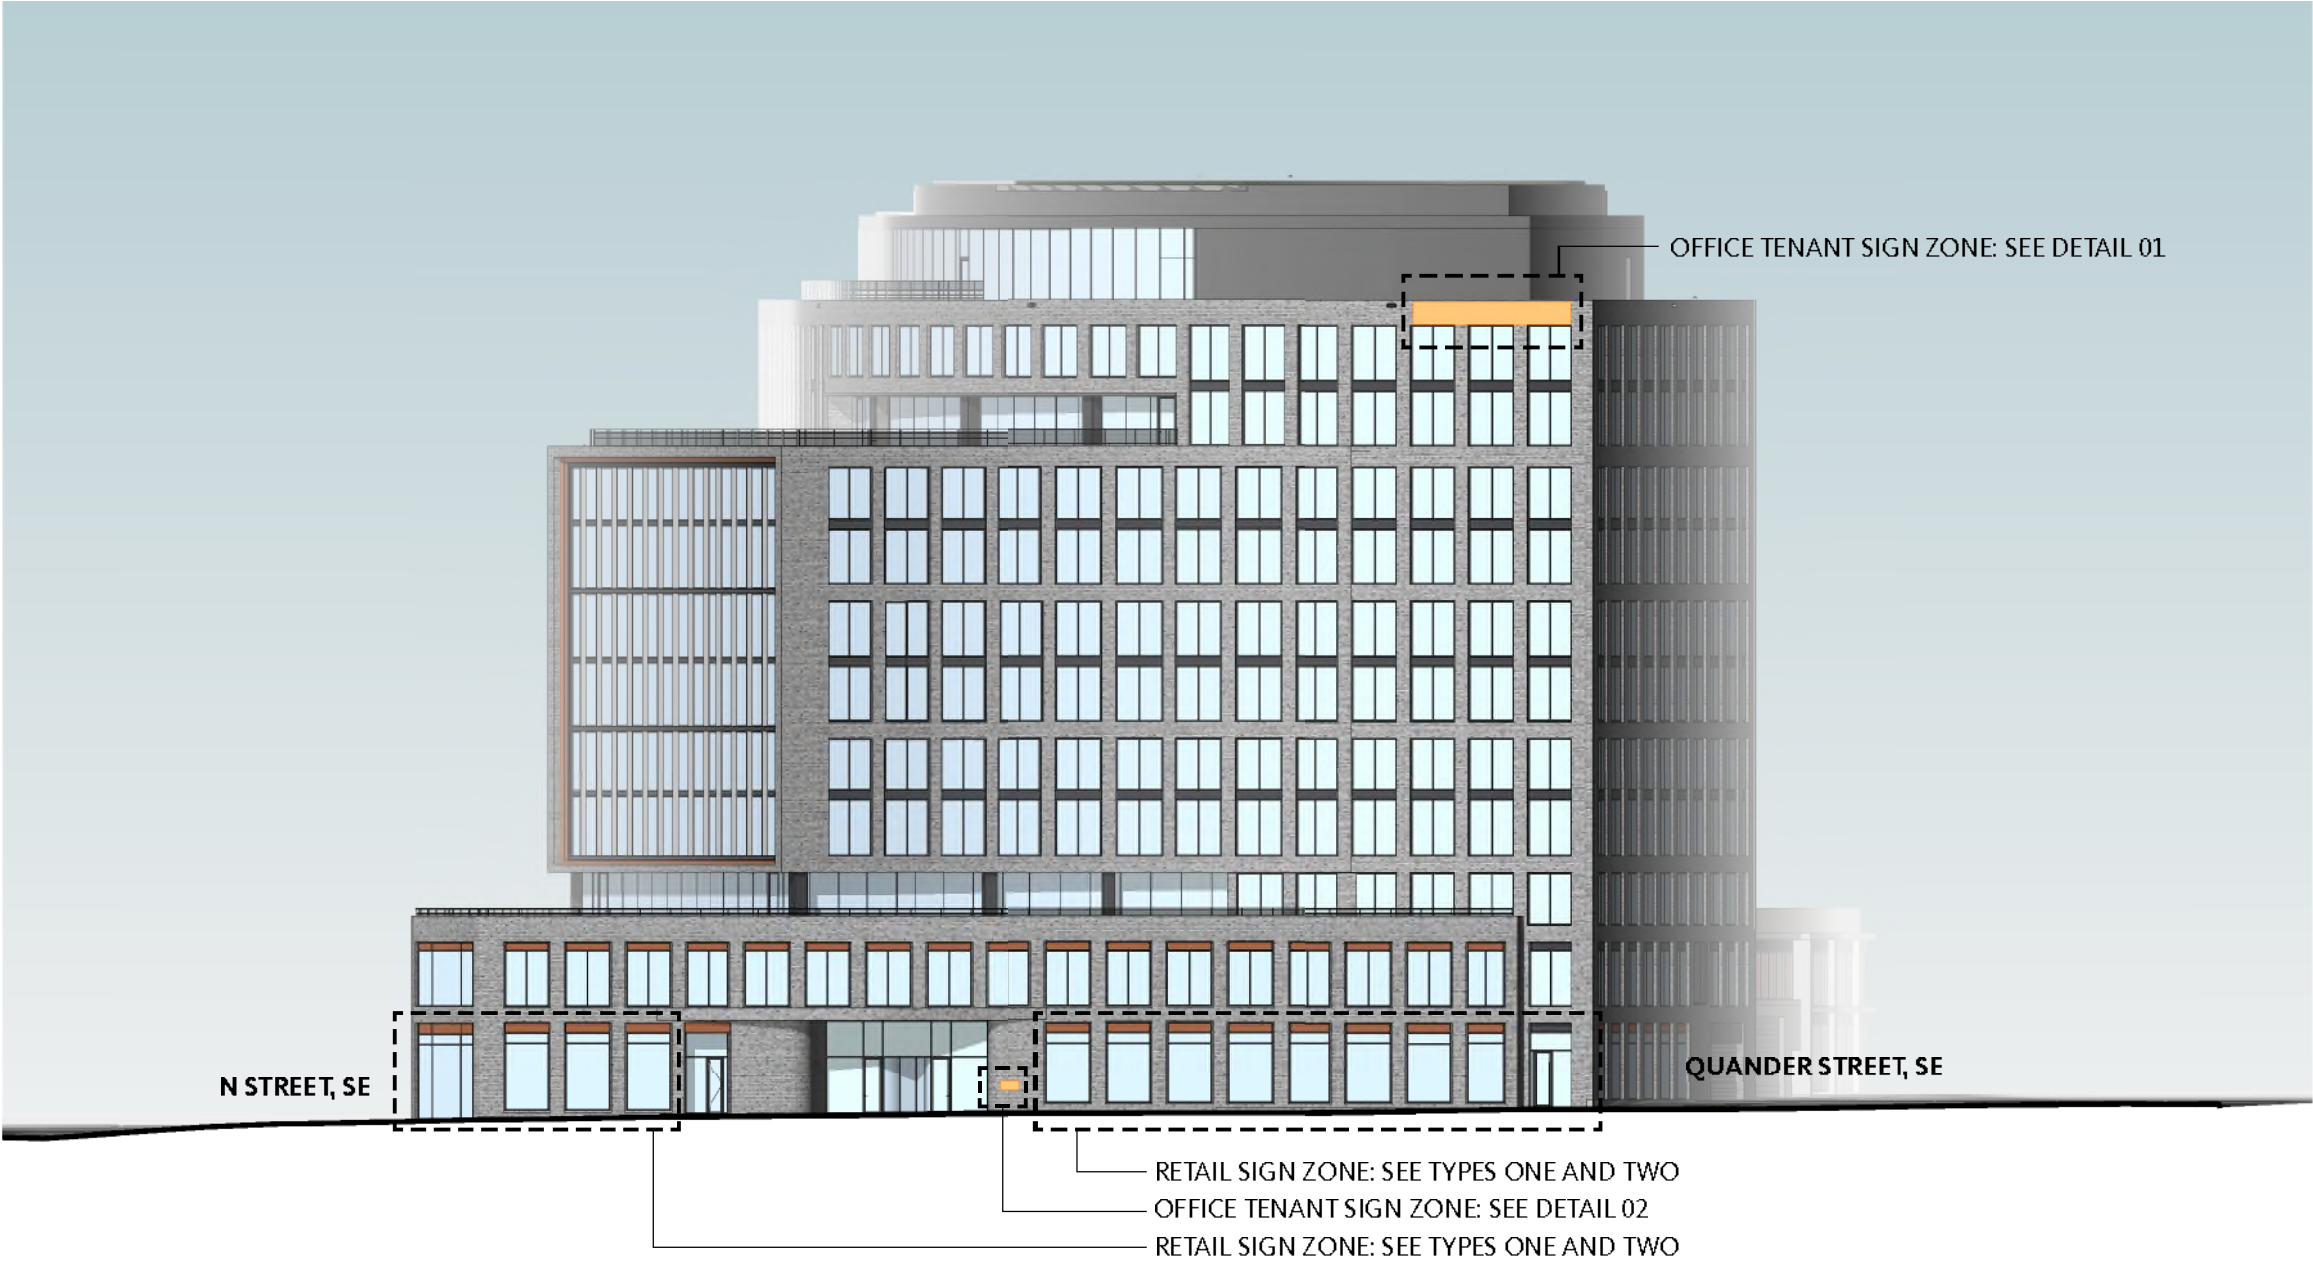 OFFICE TENANT SIGN ZONE: SEE DETAIL 01
N STREET, SE
QUANDER STREET, SE
RETAIL SIGN ZONE: SEE TYPES ONE AND TWO
OFFICE TENANT SIGN ZONE: SEE DETAIL 02
RETAIL SIGN ZONE: SEE TYPES ONE AND TWO